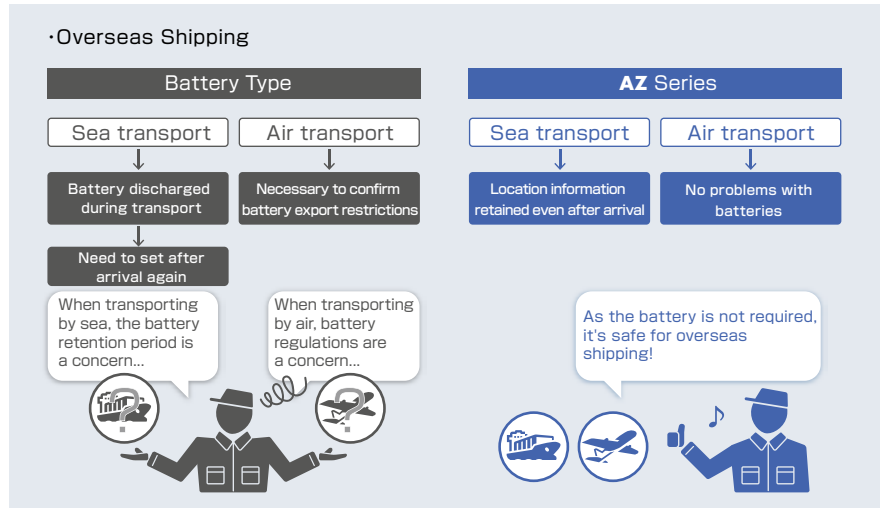 ·Overseas Shipping
Battery Type
Sea transport
Air transport
Battery discharged
during transport
Necessary to confirm
battery export restrictions
Need to set after
arrival again
When transporting
by sea, the battery
retention period is
a concern...
When transporting
by air, battery
regulations are
a concern...
?
?
AZ Series
Sea transport
Air transport
Location information
retained even after arrival
No problems with
batteries
As the battery is not required,
it's safe for overseas
shipping!